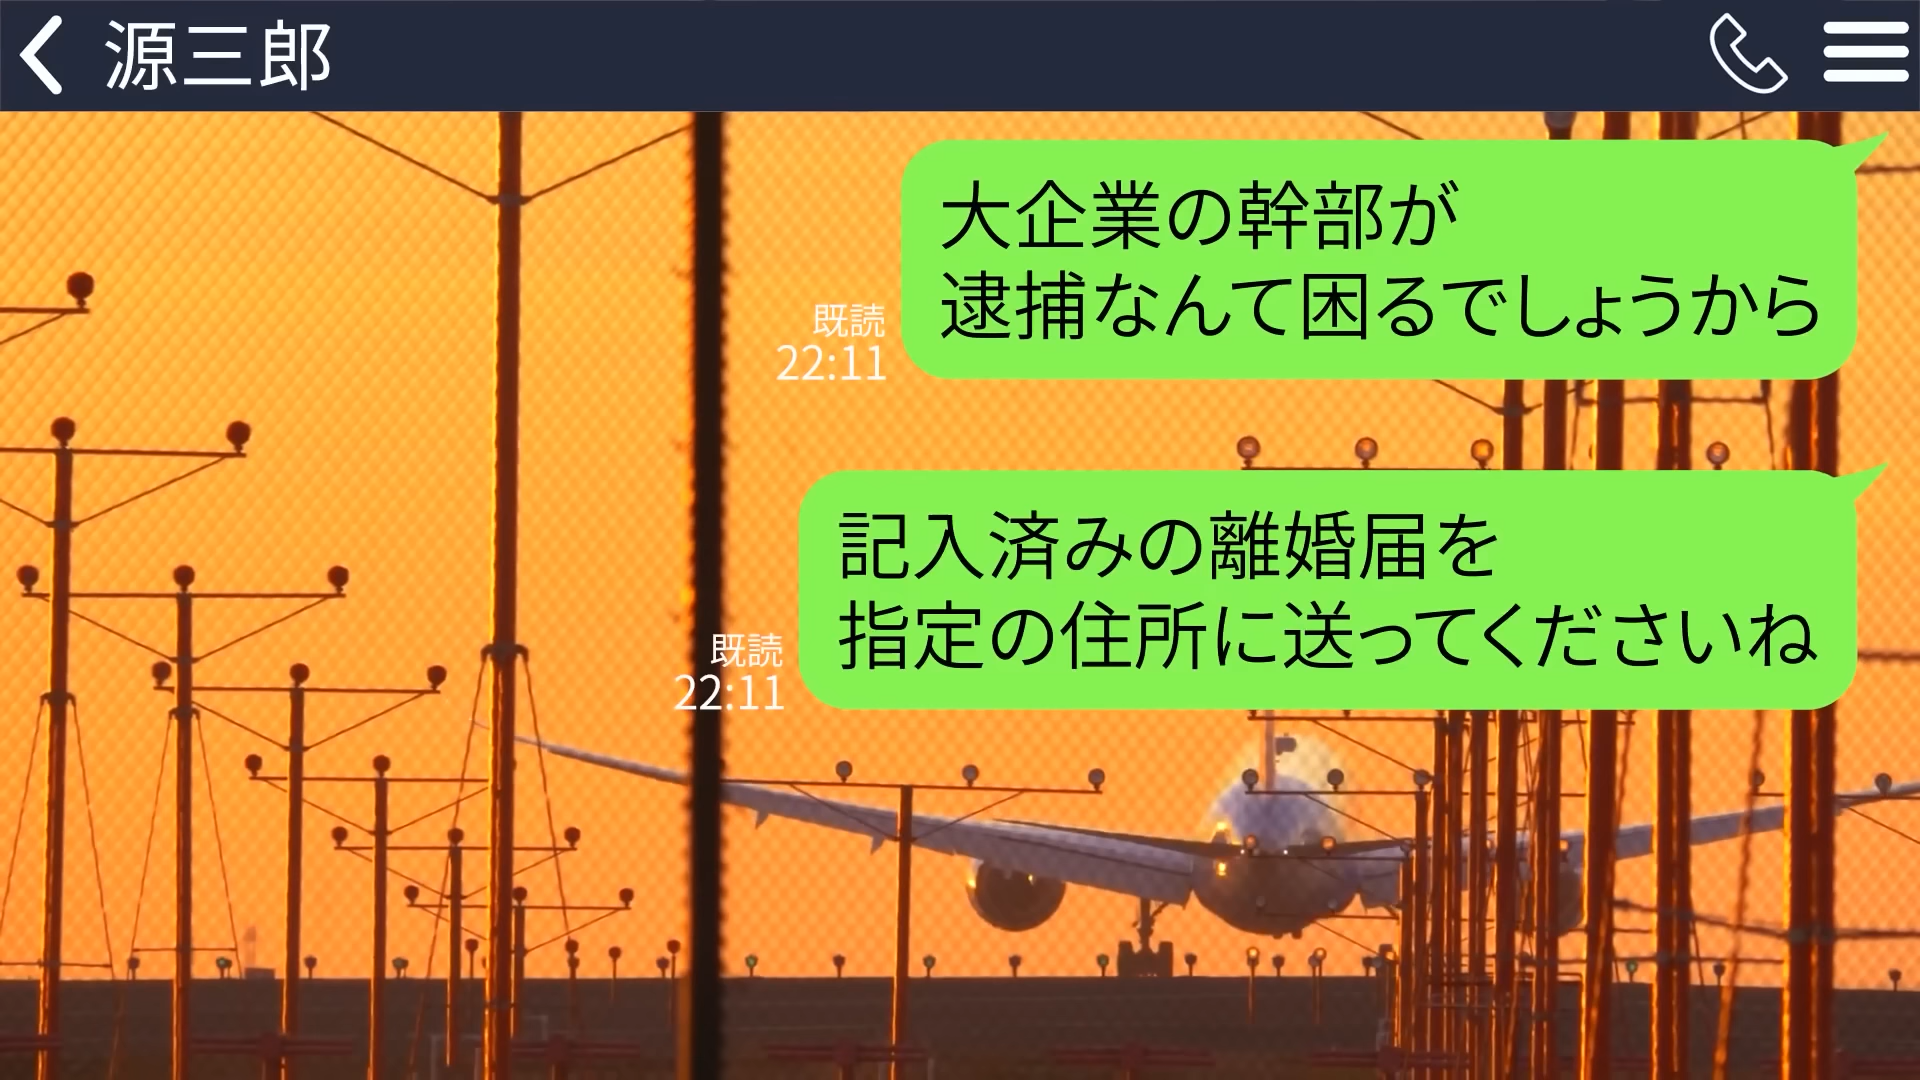 源三郎
大企業の幹部が
逮捕なんて困るでしょうから
既読
22:11
記入済みの離婚届を
指定の住所に送ってくださいね
既読
22:11